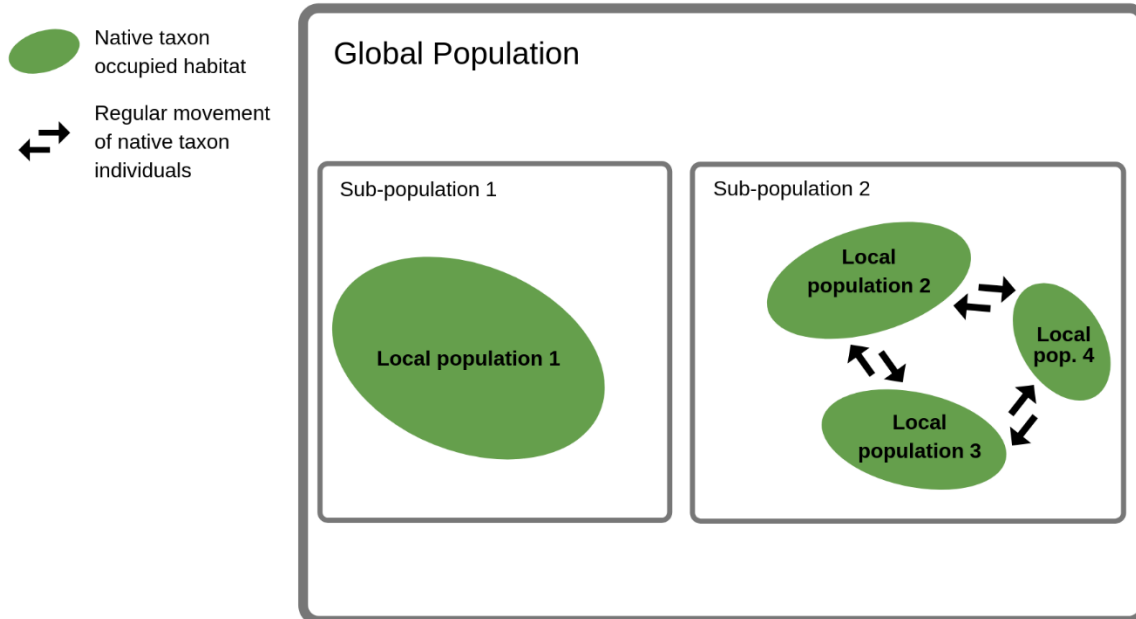 Native taxon
occupied habitat
Regular movement
of native taxon
individuals
Global Population
Sub-population 1
Local population 1
Sub-population 2
Local
population 2
Local
pop. 4
Local
population 3